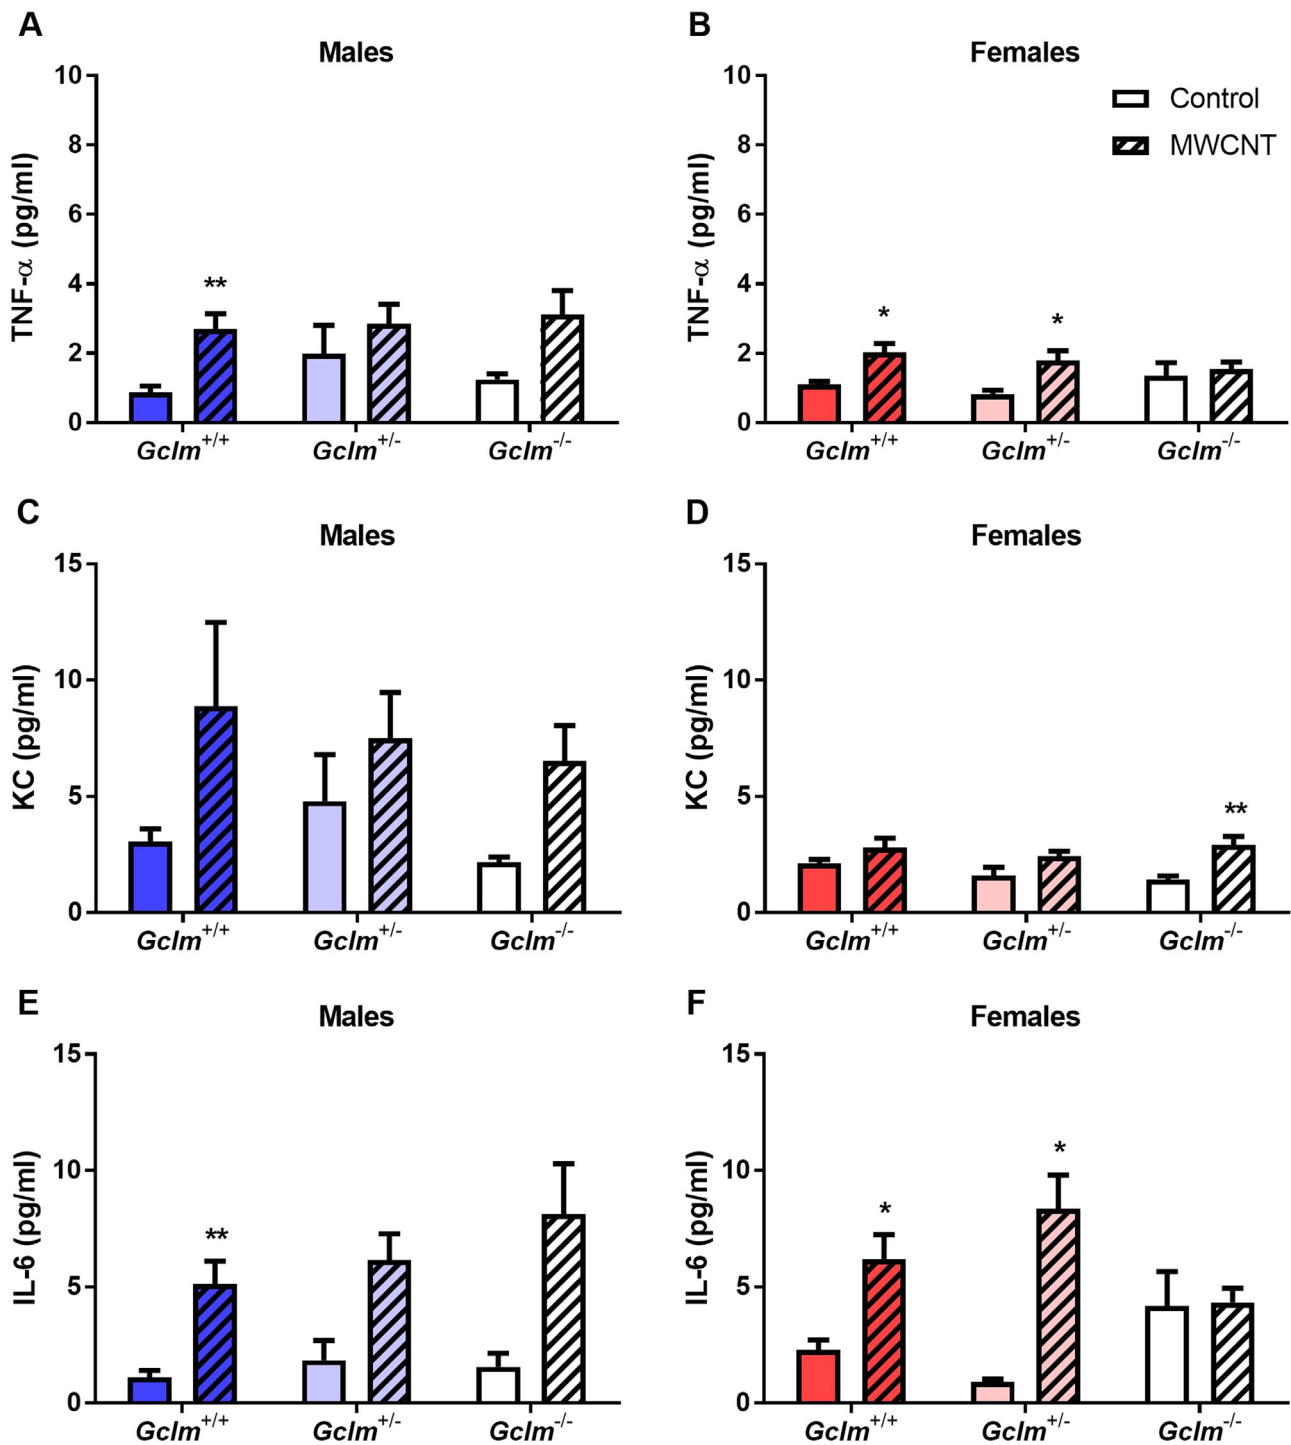 A
Males
10
8
6
4
2
0
TNF-α (pg/ml)
**
Gclm+/+
Gclm+/-
Gclm-/-
B
Females
Control
MWCNT
10
8
6
4
2
0
TNF-α (pg/ml)
*
*
Gclm+/+
Gclm+/-
Gclm-/-
C
Males
15
10
5
0
KC (pg/ml)
Gclm+/+
Gclm+/-
Gclm-/-
D
Females
15
10
5
0
KC (pg/ml)
**
Gclm+/+
Gclm+/-
Gclm-/-
E
Males
15
10
5
0
IL-6 (pg/ml)
**
Gclm+/+
Gclm+/-
Gclm-/-
F
Females
15
10
5
0
IL-6 (pg/ml)
*
*
Gclm+/+
Gclm+/-
Gclm-/-